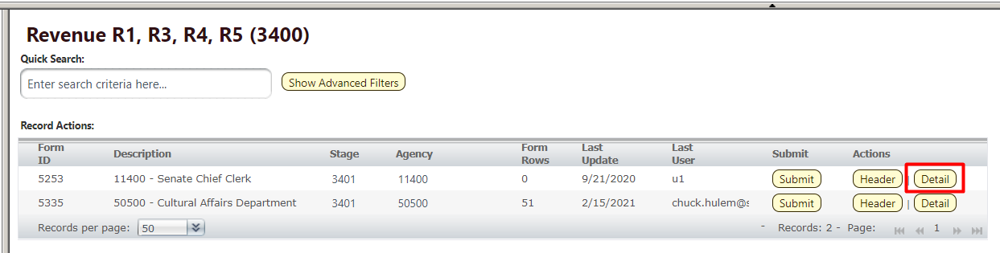 Revenue R1, R3, R4, R5 (3400)
Quick Search:
Enter search criteria here... Show Advanced Filters
Record Actions:
Form ID Description Stage Agency Form Rows Last Update Last User Submit Actions
5253 11400 - Senate Chief Clerk 3401 11400 0 9/21/2020 u1 Submit Header | Detail
5335 50500 - Cultural Affairs Department 3401 50500 51 2/15/2021 chuck.hulem@s Submit Header | Detail
Records per page: 50 - Records: 2 - Page: 1